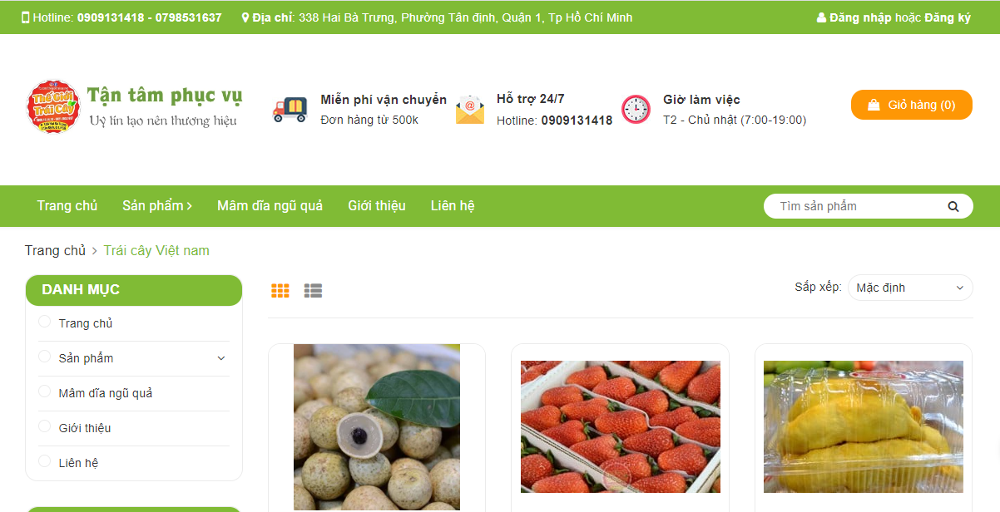 Hotline: 0909131418 - 0798531637
Địa chỉ: 338 Hai Bà Trưng, Phường Tân định, Quận 1, Tp Hồ Chí Minh
Đăng nhập hoặc Đăng ký
Thế Giới
Trái Cây
Tận tâm phục vụ
Uỷ tín tạo nên thương hiệu
Miễn phí vận chuyển
Đơn hàng từ 500k
Hỗ trợ 24/7
Hotline: 0909131418
Giờ làm việc
T2 - Chủ nhật (7:00-19:00)
Giỏ hàng (0)
Trang chủ
Sản phẩm
Mâm dĩa ngũ quả
Giới thiệu
Liên hệ
Tìm sản phẩm
Trang chủ > Trái cây Việt nam
DANH MỤC
Trang chủ
Sản phẩm
Mâm dĩa ngũ quả
Giới thiệu
Liên hệ
Sắp xếp: Mặc định